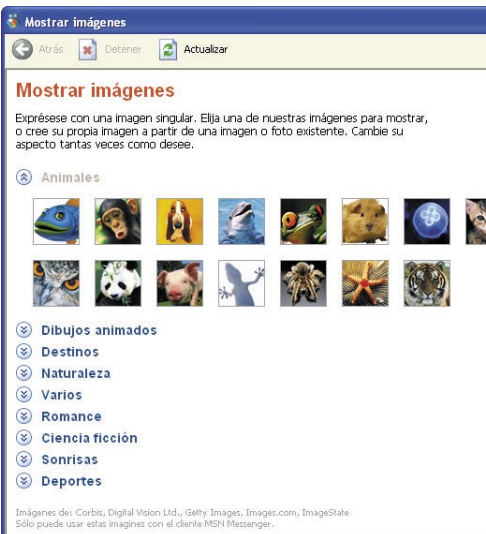 Mostrar imágenes
Atrás Detener Actualizar
Mostrar imágenes
Exprésese con una imagen singular. Elija una de nuestras imágenes para mostrar,
o cree su propia imagen a partir de una imagen o foto existente. Cambie su
aspecto tantas veces como desee.
Animales
Dibujos animados
Destinos
Naturaleza
Varios
Romance
Ciencia ficción
Sonrisas
Deportes
Imágenes de: Corbis, Digital Vision Ltd., Getty Images, Images.com, ImageState
Sólo puede usar estas imagines con el cliente MSN Messenger.